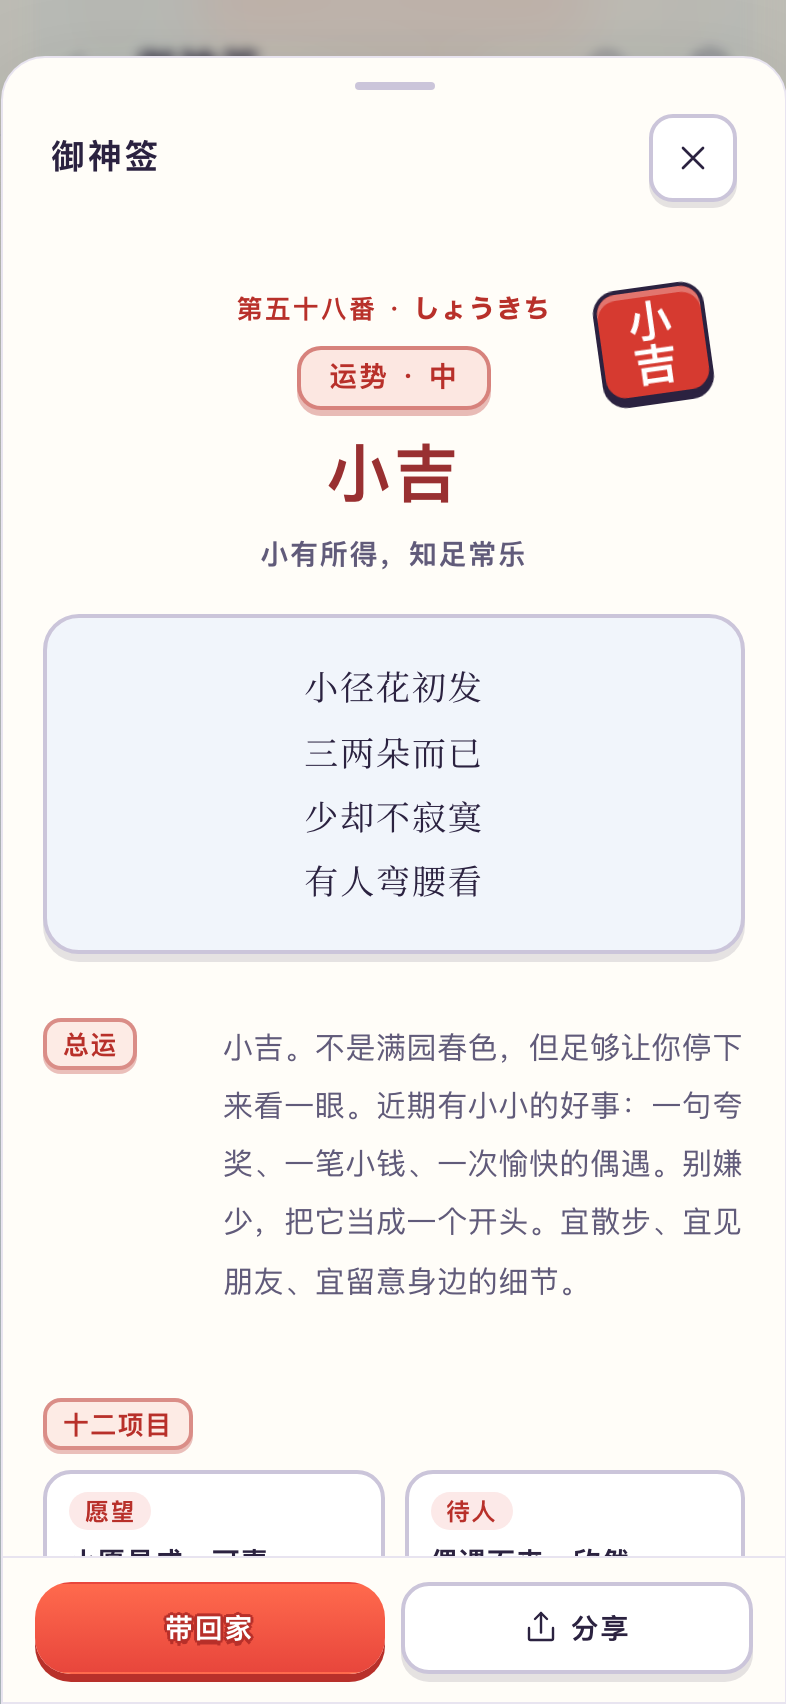 御神签
第五十八番 · しょうきち
小吉
运势 · 中
小吉
小有所得，知足常乐
小径花初发
三两朵而已
少却不寂寞
有人弯腰看
总运
小吉。不是满园春色，但足够让你停下
来看一眼。近期有小小的好事：一句夸
奖、一笔小钱、一次愉快的偶遇。别嫌
少，把它当成一个开头。宜散步、宜见
朋友、宜留意身边的细节。
十二项目
愿望
待人
带回家
分享